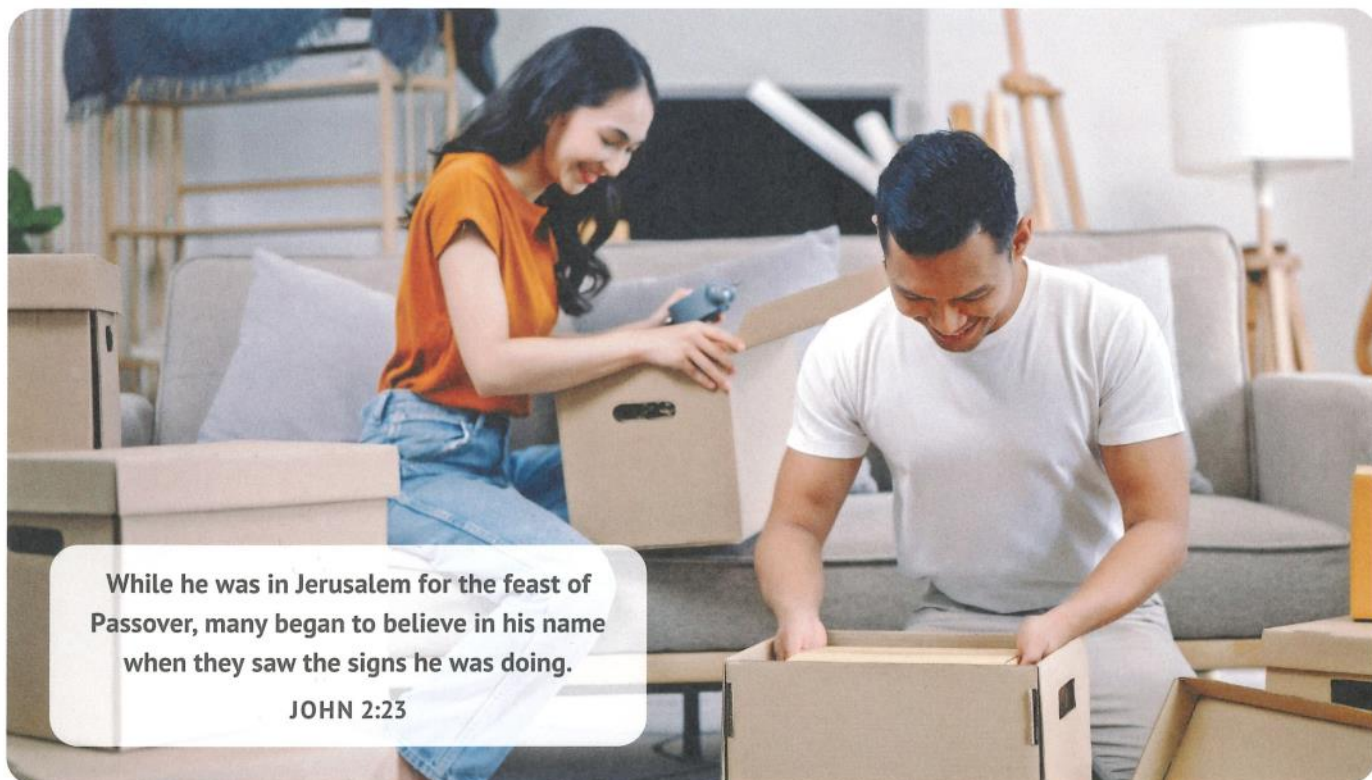 While he was in Jerusalem for the feast of
Passover, many began to believe in his name
when they saw the signs he was doing.
JOHN 2:23